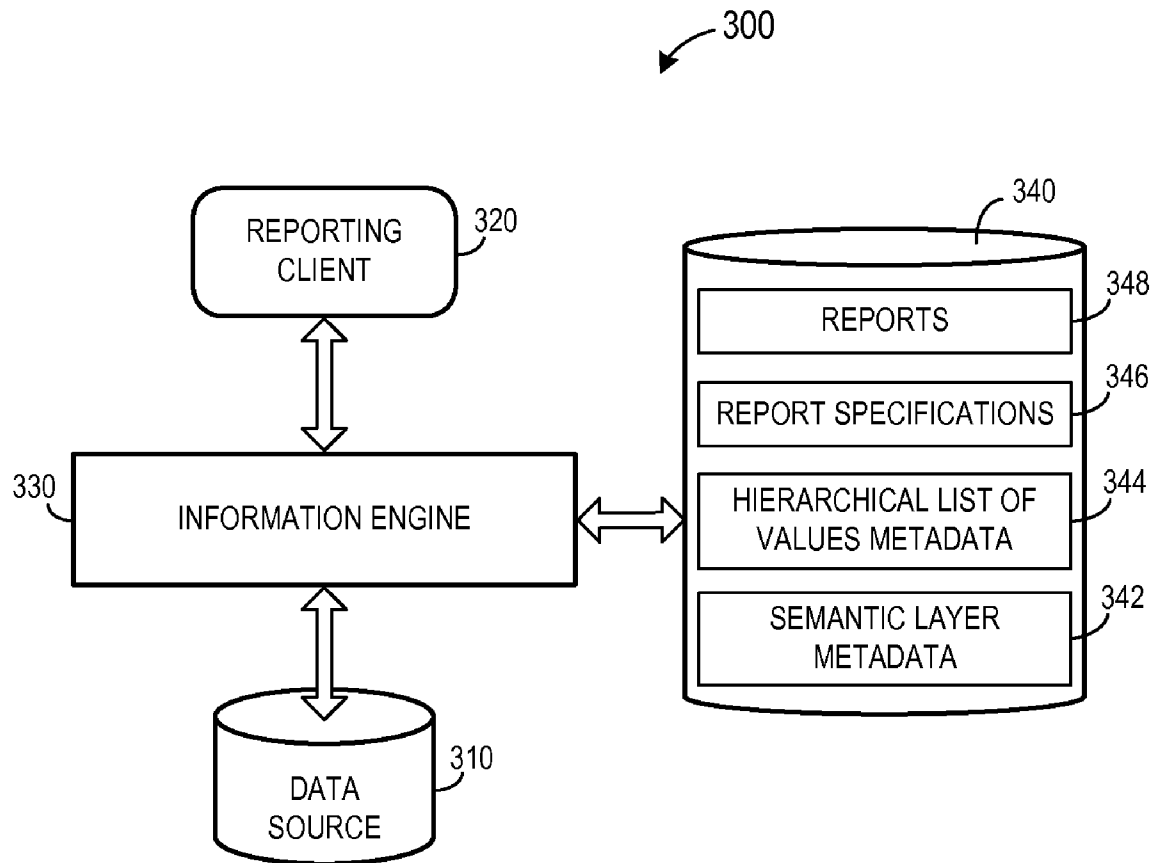 300
REPORTING
CLIENT
320
340
REPORTS
348
REPORT SPECIFICATIONS
346
330
INFORMATION ENGINE
HIERARCHICAL LIST OF
VALUES METADATA
344
SEMANTIC LAYER
METADATA
342
DATA
SOURCE
310